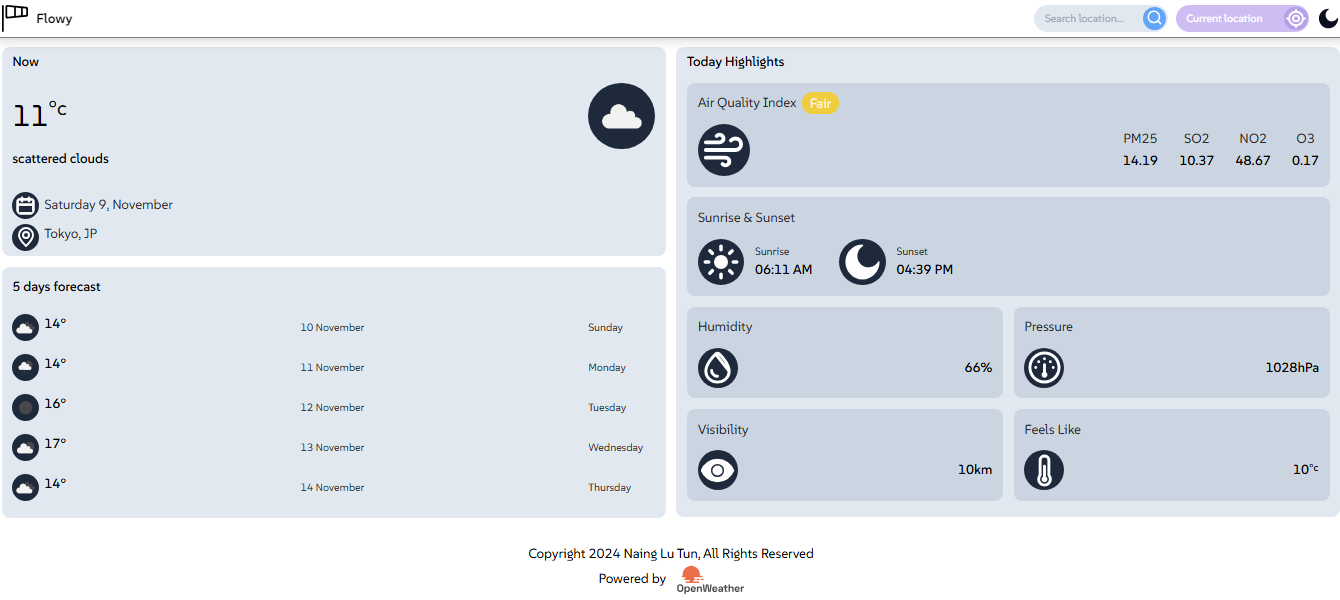 Flowy
Search location...
Current location
Now
11°c
scattered clouds
Saturday 9, November
Tokyo, JP
5 days forecast
14° 10 November Sunday
14° 11 November Monday
16° 12 November Tuesday
17° 13 November Wednesday
14° 14 November Thursday
Today Highlights
Air Quality Index Fair
PM25 SO2 NO2 O3
14.19 10.37 48.67 0.17
Sunrise & Sunset
Sunrise
06:11 AM
Sunset
04:39 PM
Humidity
66%
Pressure
1028hPa
Visibility
10km
Feels Like
10°c
Copyright 2024 Naing Lu Tun, All Rights Reserved
Powered by OpenWeather